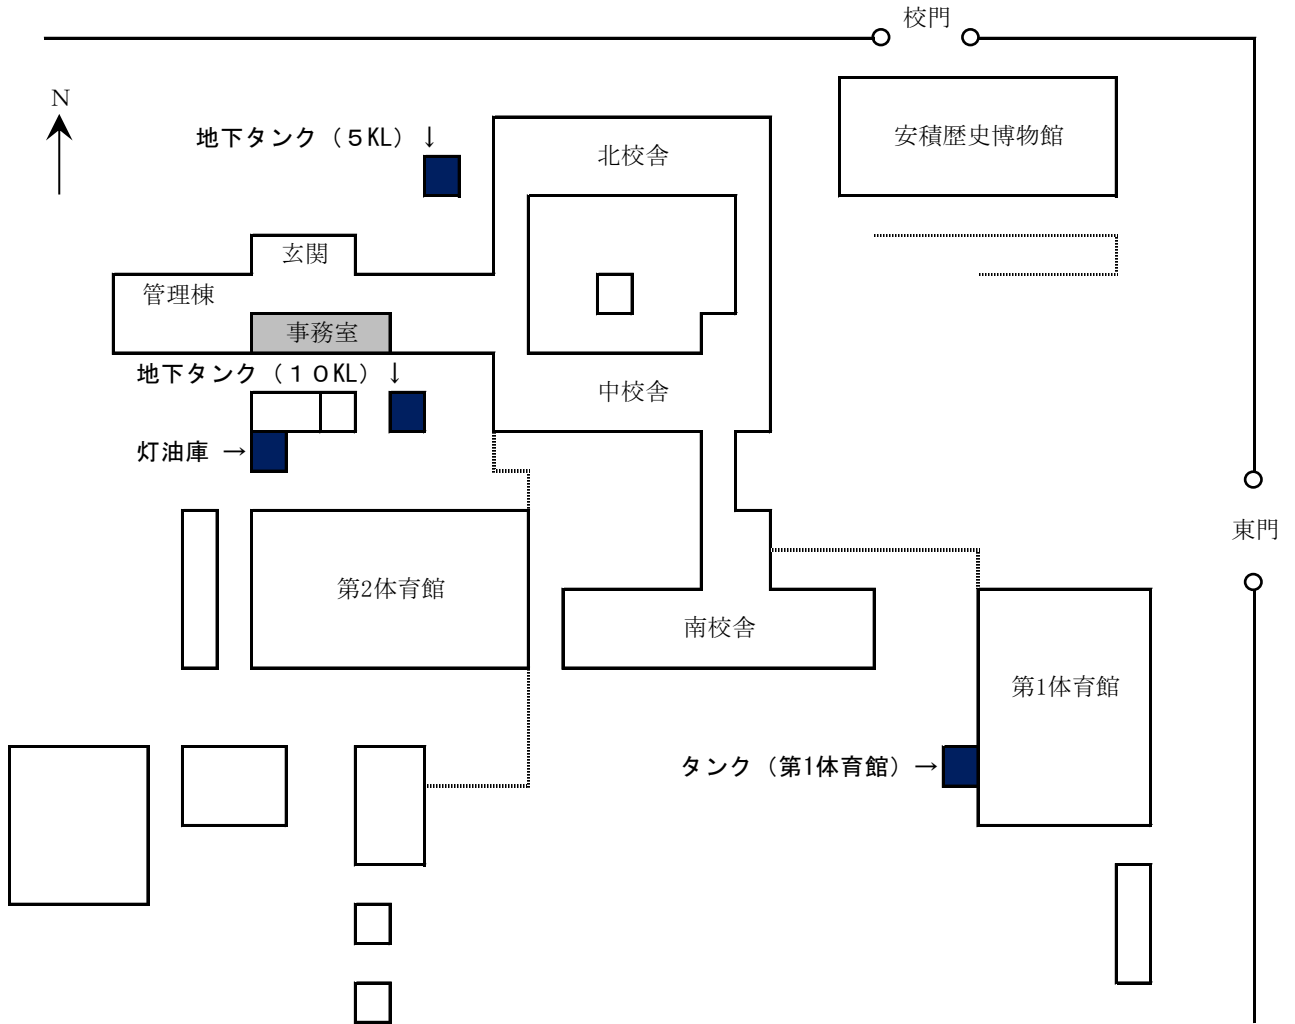 校門
N
安積歴史博物館
地下タンク（５KL）↓
北校舎
玄関
管理棟
事務室
地下タンク（１０KL）↓
中校舎
灯油庫 →
東門
第2体育館
南校舎
第1体育館
タンク（第1体育館）→